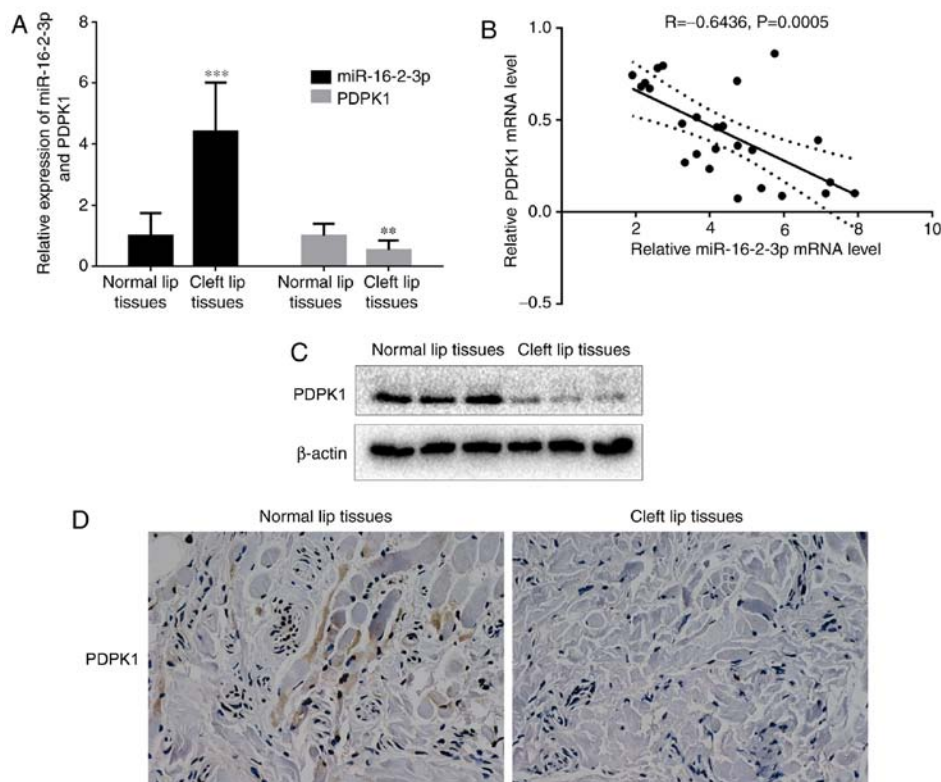 A
Relative expression of miR-16-2-3p
and PDPK1
8
6
4
2
0
***
**
miR-16-2-3p
PDPK1
Normal lip
tissues
Cleft lip
tissues
Normal lip
tissues
Cleft lip
tissues
B
R=−0.6436, P=0.0005
Relative PDPK1 mRNA level
1.0
0.5
0.0
−0.5
2
4
6
8
10
Relative miR-16-2-3p mRNA level
C
Normal lip tissues
Cleft lip tissues
PDPK1
β-actin
D
Normal lip tissues
Cleft lip tissues
PDPK1